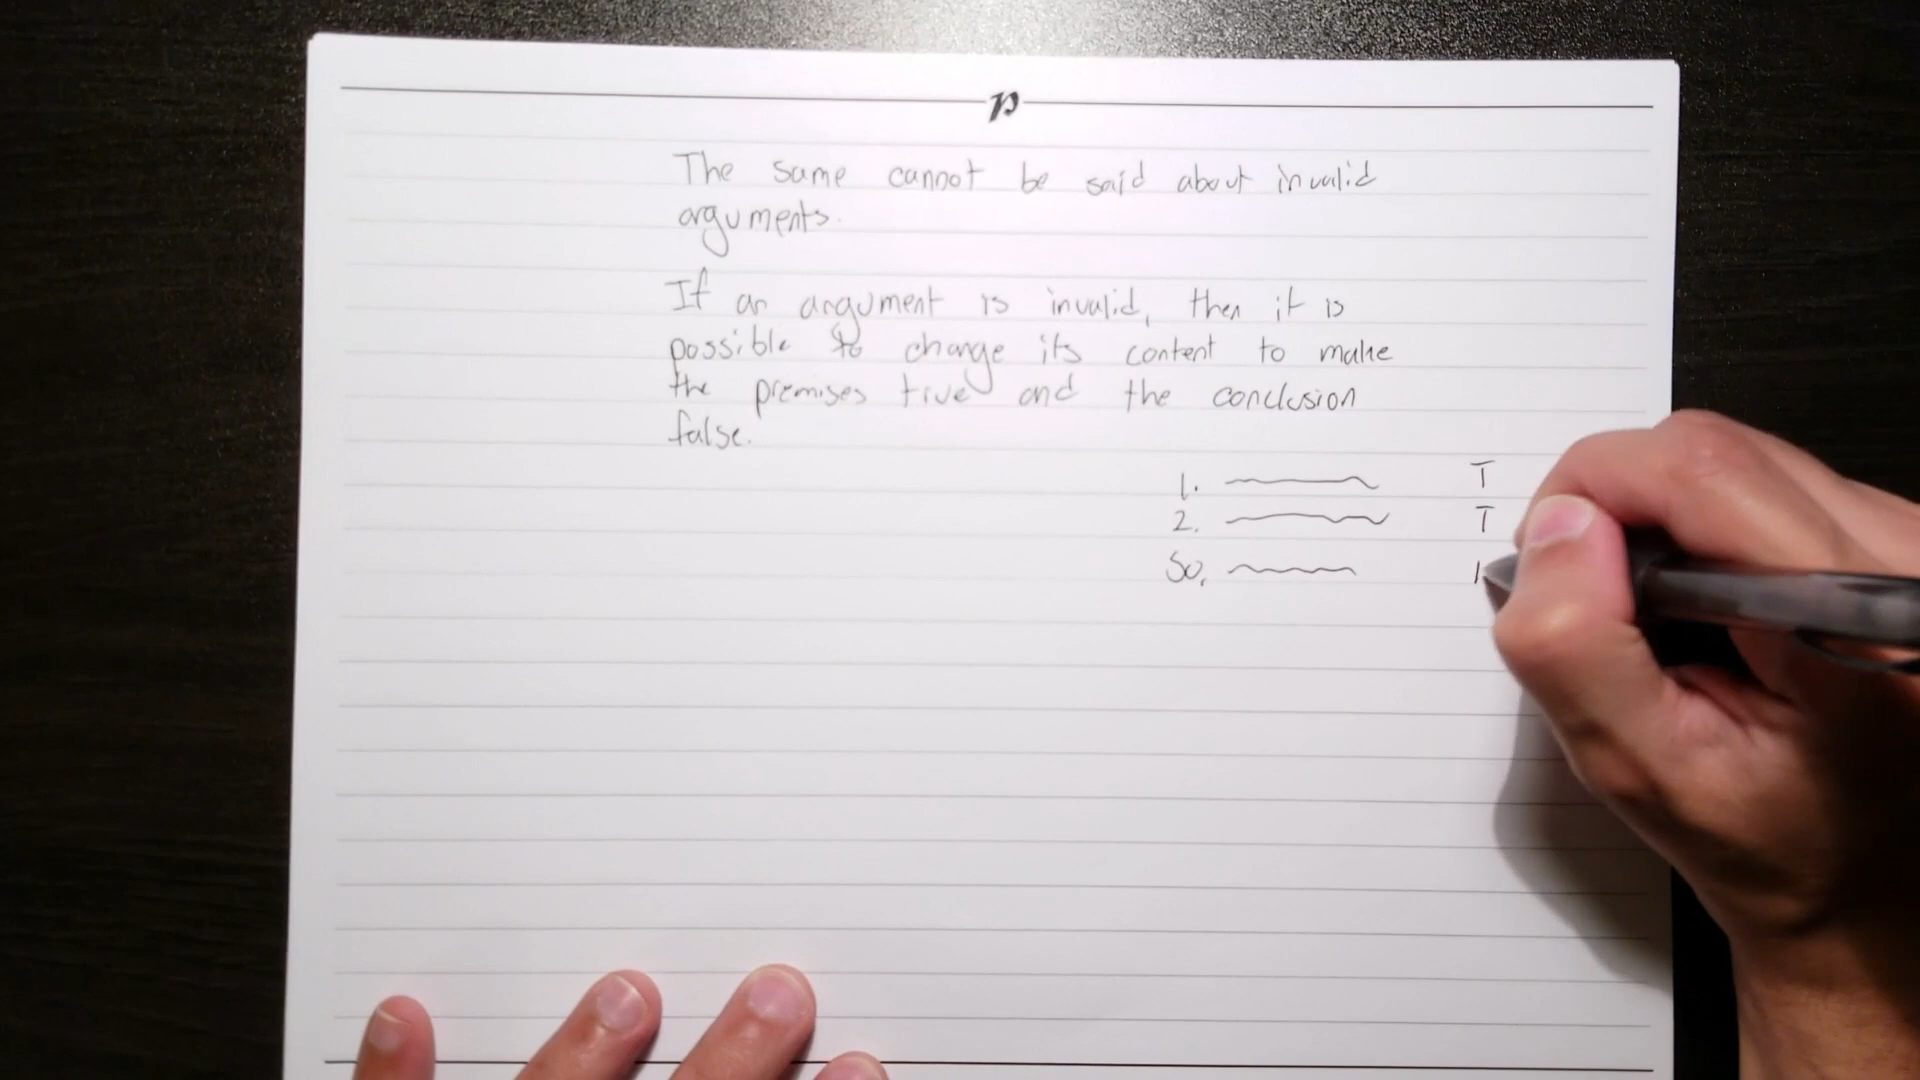 p
The same cannot be said about invalid
arguments.
If an argument is invalid, then it is
possible to change its content to make
the premises true and the conclusion
false.
1. T
2. T
So,